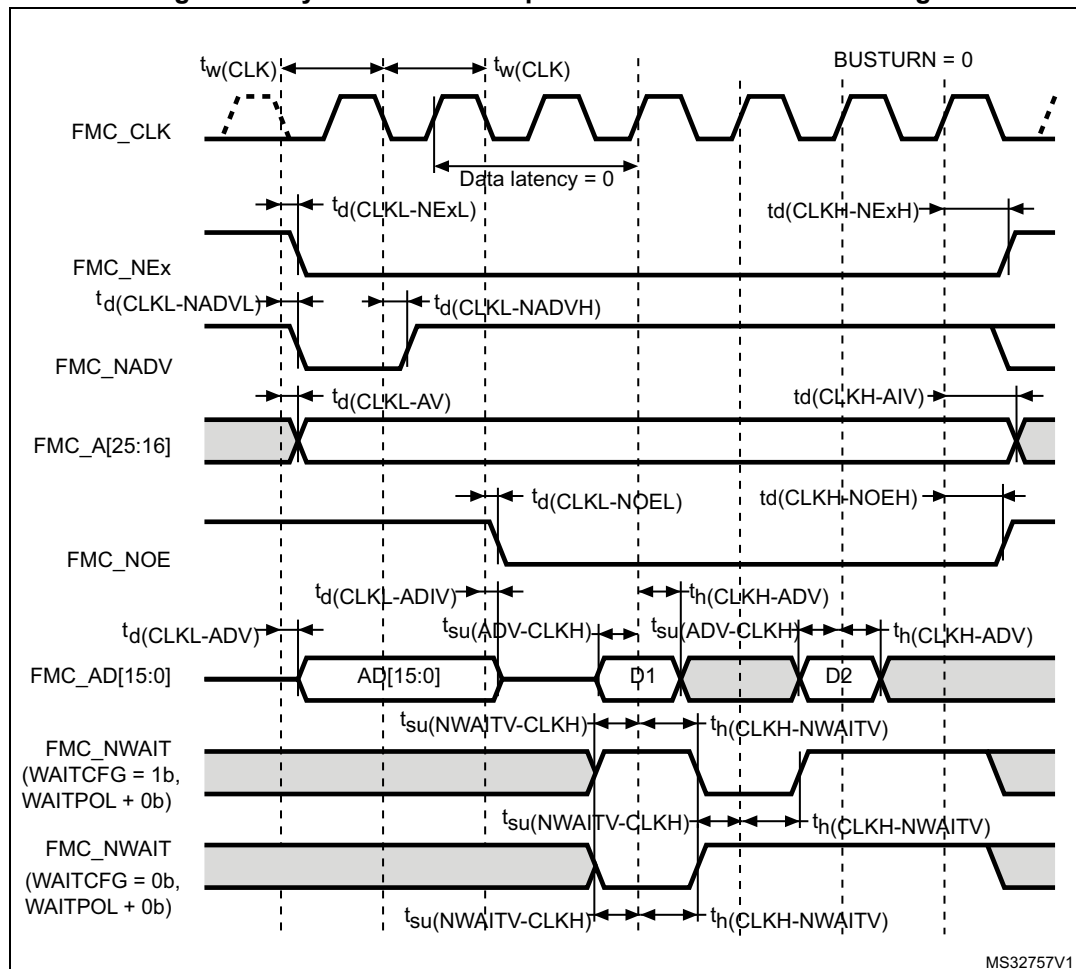 BUSTURN = 0
tw(CLK)
tw(CLK)
FMC_CLK
Data latency = 0
td(CLKL-NExL)
td(CLKH-NExH)
FMC_NEx
td(CLKL-NADVL)
td(CLKL-NADVH)
FMC_NADV
td(CLKL-AV)
td(CLKH-AIV)
FMC_A[25:16]
td(CLKL-NOEL)
td(CLKH-NOEH)
FMC_NOE
td(CLKL-ADIV)
th(CLKH-ADV)
td(CLKL-ADV)
tsu(ADV-CLKH)
tsu(ADV-CLKH)
th(CLKH-ADV)
FMC_AD[15:0]
AD[15:0]
D1
D2
tsu(NWAITV-CLKH)
th(CLKH-NWAITV)
FMC_NWAIT
(WAITCFG = 1b,
WAITPOL + 0b)
tsu(NWAITV-CLKH)
th(CLKH-NWAITV)
FMC_NWAIT
(WAITCFG = 0b,
WAITPOL + 0b)
tsu(NWAITV-CLKH)
th(CLKH-NWAITV)
MS32757V1